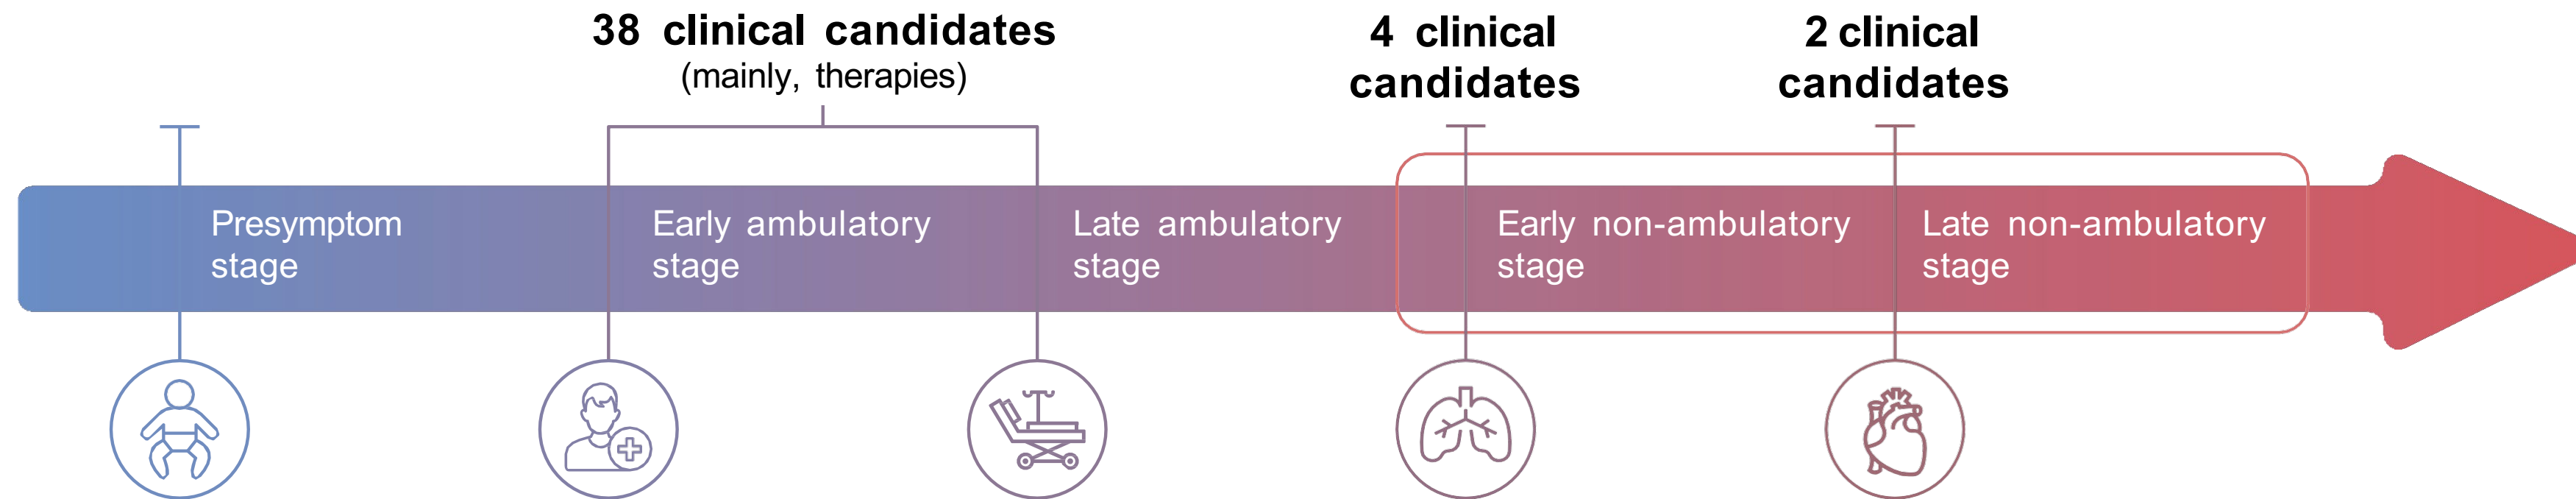 38 clinical candidates
(mainly, therapies)
4 clinical
candidates
2 clinical
candidates
Presymptom
stage
Early ambulatory
stage
Late ambulatory
stage
Early non-ambulatory
stage
Late non-ambulatory
stage